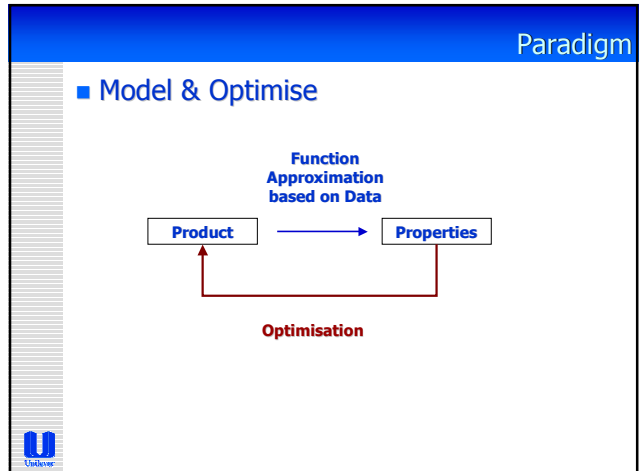 Paradigm
Model & Optimise
Function
Approximation
based on Data
Product
Properties
Optimisation
Unilever